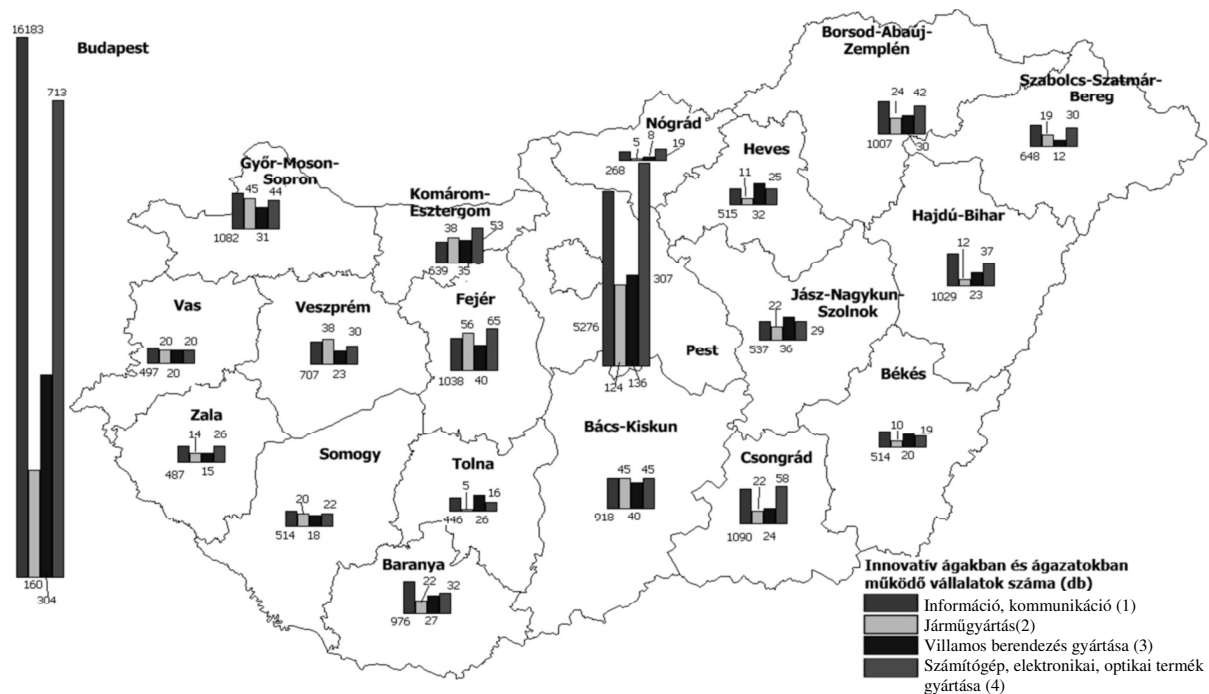 16183
Budapest
713
160
304
Borsod-Abaúj-
Zemplén
24 42
1007 30
Szabolcs-Szatmár-
Bereg
19 30
648 12
Nógrád
8
5 19
268
Heves
11 25
515 32
Győr-Moson-
Sopron
45 44
1082 31
Komárom-
Esztergom
38 53
639 35
Hajdú-Bihar
12 37
1029 23
Vas
20 20
497 20
Veszprém
38 30
707 23
Fejér
56 65
1038 40
307
5276
Pest
124 136
Jász-Nagykun-
Szolnok
22 29
537 36
Békés
10 19
514 20
Zala
14 26
487 15
Somogy
20 22
514 18
Tolna
5 16
446 26
Bács-Kiskun
45 45
918 40
Csongrád
22 58
1090 24
Baranya
22 32
976 27
Innovatív ágakban és ágazatokban
működő vállalatok száma (db)
Információ, kommunikáció (1)
Járműgyártás(2)
Villamos berendezés gyártása (3)
Számítógép, elektronikai, optikai termék
gyártása (4)